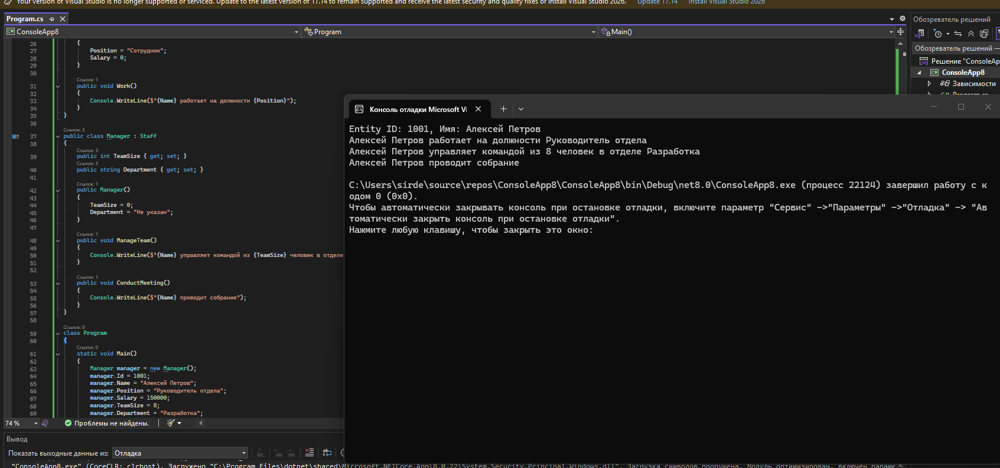 Your version of Visual Studio is no longer supported or serviced. Update to the latest version of 17.14 to remain supported and receive the latest security and quality fixes or install Visual Studio 2026. Update 17.14 Install Visual Studio 2026
Program.cs
ConsoleApp8 Program Main()
26 {
27 Position = "Сотрудник";
28 Salary = 0;
29 }
30
Ссылок: 1
31 public void Work()
32 {
33 Console.WriteLine($"{Name} работает на должности {Position}");
34 }
35 }
36
Ссылок: 3
37 public class Manager : Staff
38 {
Ссылок: 3
39 public int TeamSize { get; set; }
Ссылок: 3
40 public string Department { get; set; }
41
Ссылок: 1
42 public Manager()
43 {
44 TeamSize = 0;
45 Department = "Не указан";
46 }
47
Ссылок: 1
48 public void ManageTeam()
49 {
50 Console.WriteLine($"{Name} управляет командой из {TeamSize} человек в отделе
51 }
52
Ссылок: 1
53 public void ConductMeeting()
54 {
55 Console.WriteLine($"{Name} проводит собрание");
56 }
57 }
58
Ссылок: 0
59 class Program
60 {
Ссылок: 0
61 static void Main()
62 {
63 Manager manager = new Manager();
64 manager.Id = 1001;
65 manager.Name = "Алексей Петров";
66 manager.Position = "Руководитель отдела";
67 manager.Salary = 150000;
68 manager.TeamSize = 8;
69 manager.Department = "Разработка";
74 % Проблемы не найдены.
Вывод
Показать выходные данные из: Отладка
"ConsoleApp8.exe" (CoreCLR: clrhost). Загружено "C:\Program Files\dotnet\shared\Microsoft.NETCore.App\8.0.22\System.Security.Principal.Windows.dll". Загрузка символов пропущена. Модуль оптимизирован, включен
Консоль отладки Microsoft Vi
Entity ID: 1001, Имя: Алексей Петров
Алексей Петров работает на должности Руководитель отдела
Алексей Петров управляет командой из 8 человек в отделе Разработка
Алексей Петров проводит собрание
C:\Users\sirde\source\repos\ConsoleApp8\ConsoleApp8\bin\Debug\net8.0\ConsoleApp8.exe (процесс 22124) завершил работу с к
одом 0 (0x0).
Чтобы автоматически закрывать консоль при остановке отладки, включите параметр "Сервис" ->"Параметры" ->"Отладка" -> "Ав
томатически закрыть консоль при остановке отладки".
Нажмите любую клавишу, чтобы закрыть это окно:
Обозреватель решений
Обозреватель решений —
Решение "ConsoleAp
ConsoleApp8
Зависимости
Program.cs